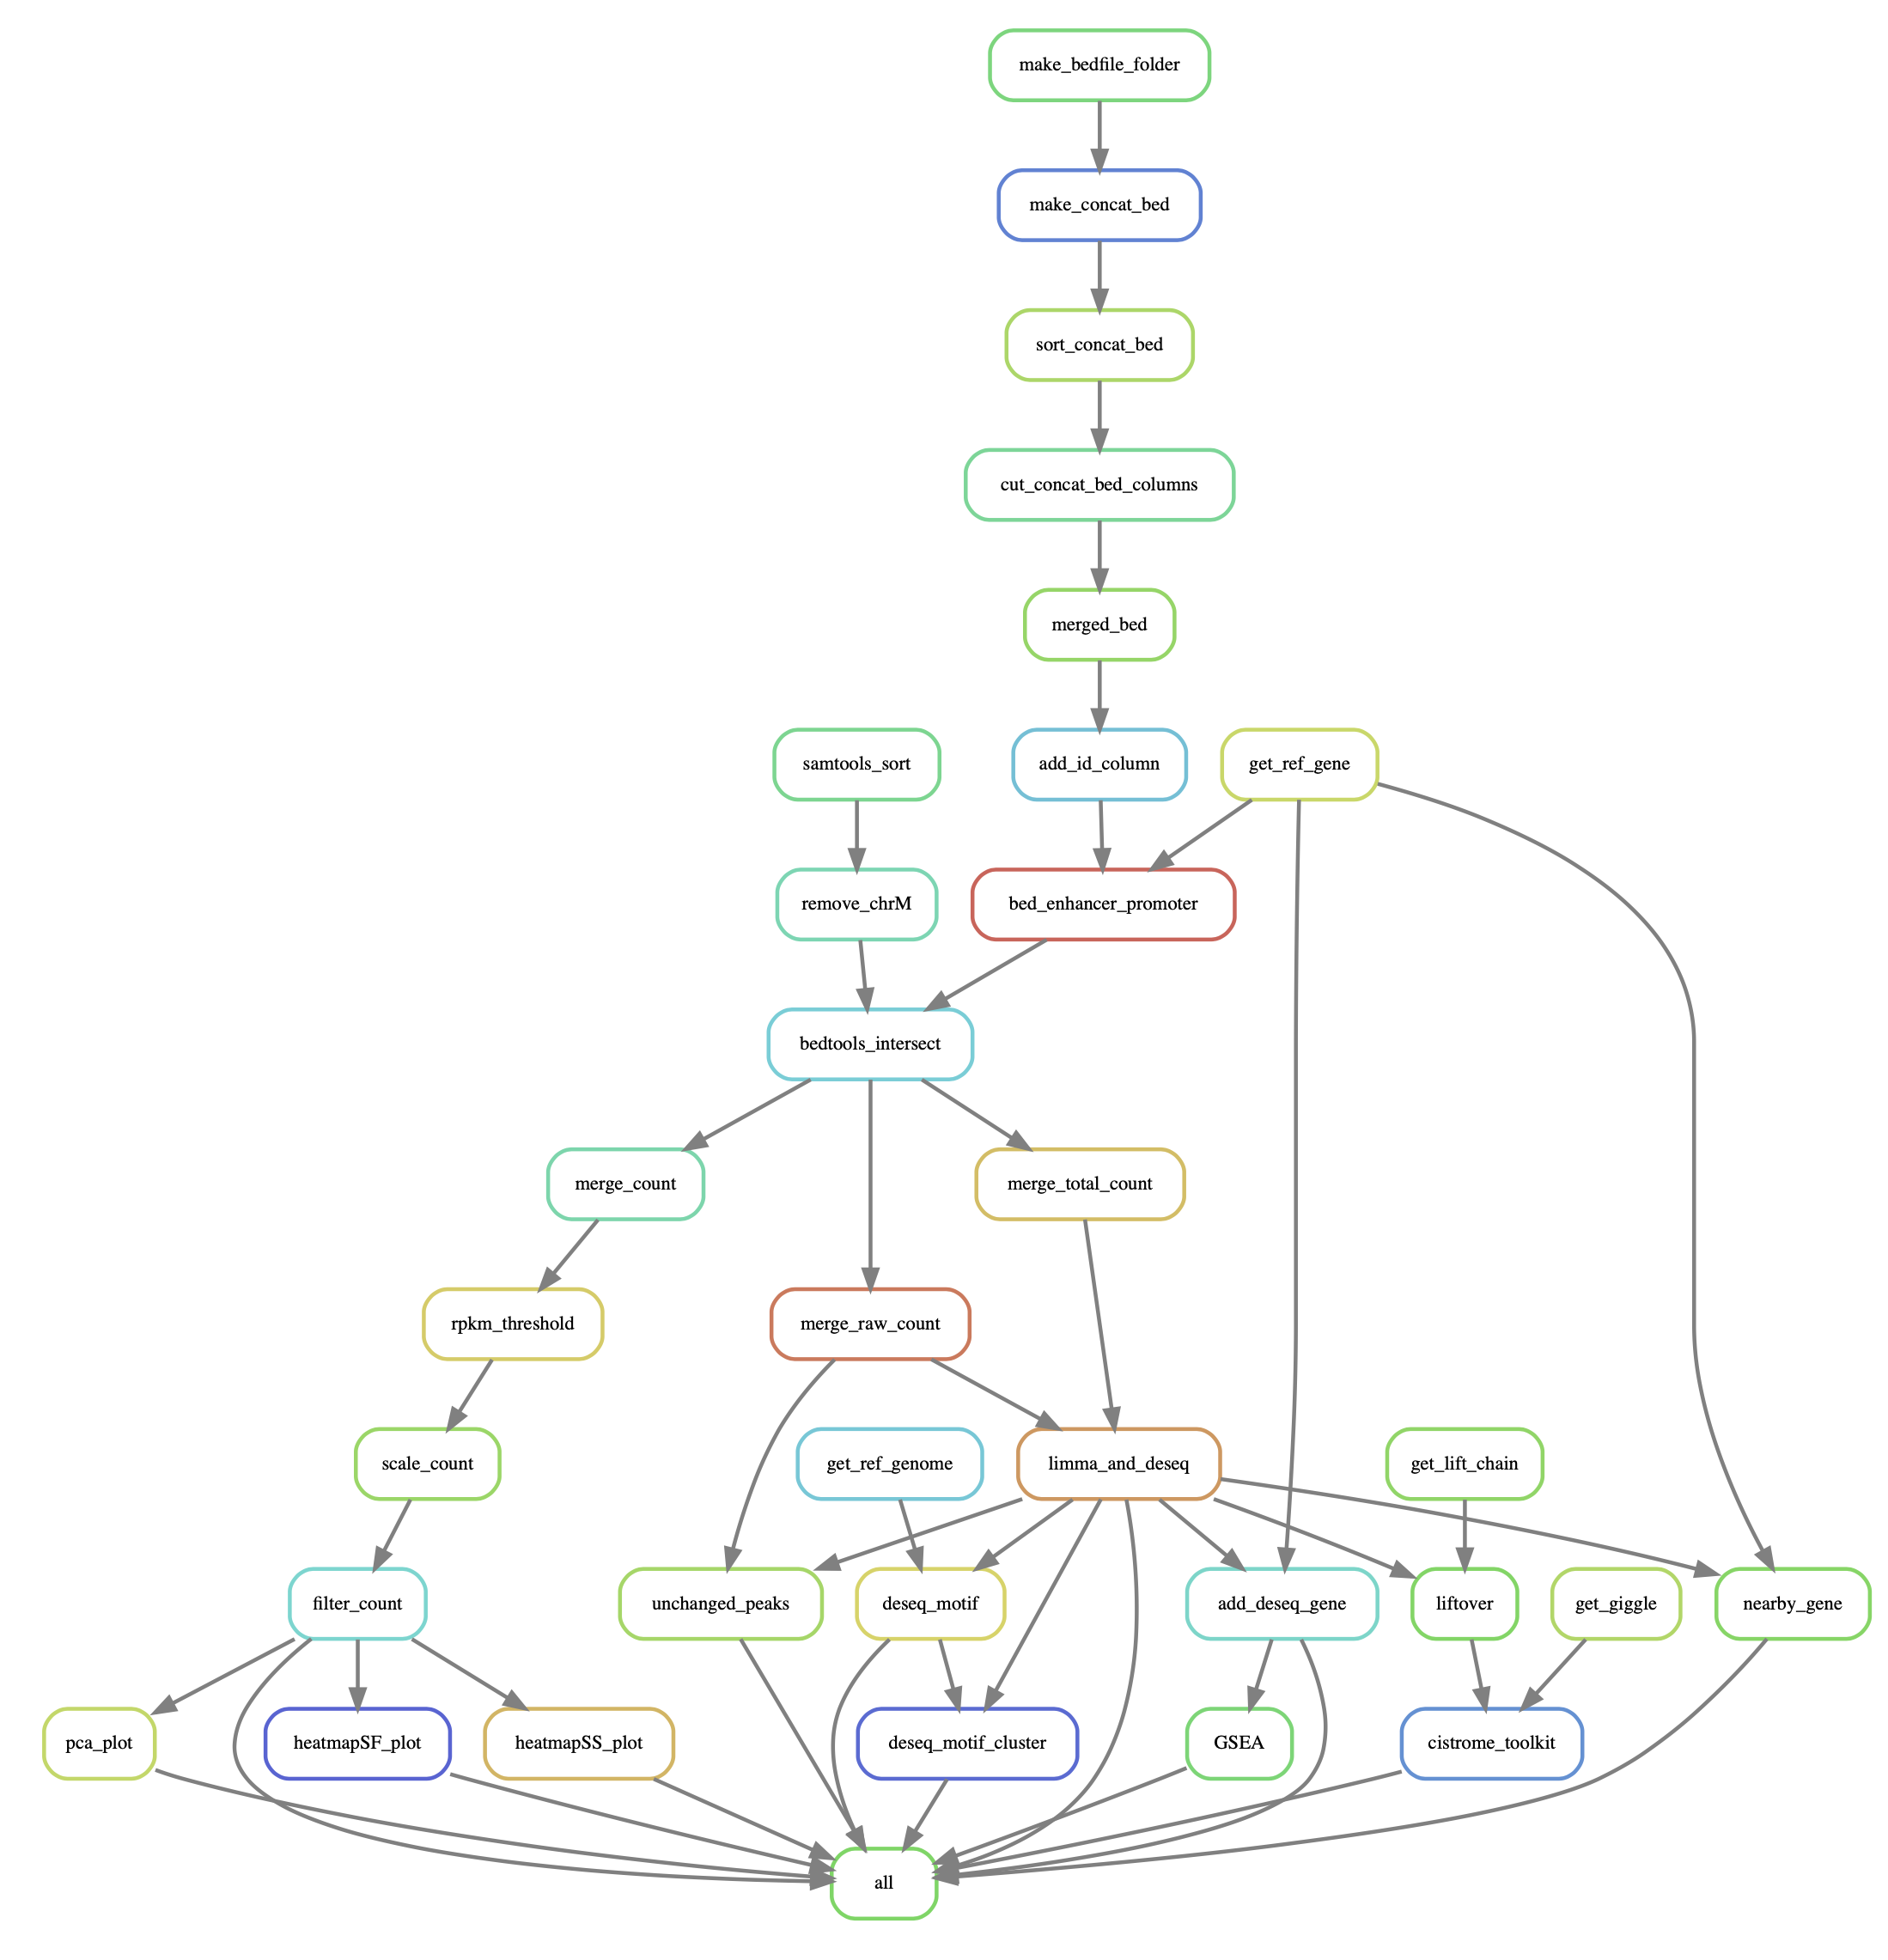 make_bedfile_folder
make_concat_bed
sort_concat_bed
cut_concat_bed_columns
merged_bed
samtools_sort
add_id_column
get_ref_gene
remove_chrM
bed_enhancer_promoter
bedtools_intersect
merge_count
merge_total_count
rpkm_threshold
merge_raw_count
scale_count
get_ref_genome
limma_and_deseq
get_lift_chain
filter_count
unchanged_peaks
deseq_motif
add_deseq_gene
liftover
get_giggle
nearby_gene
pca_plot
heatmapSF_plot
heatmapSS_plot
deseq_motif_cluster
GSEA
cistrome_toolkit
all